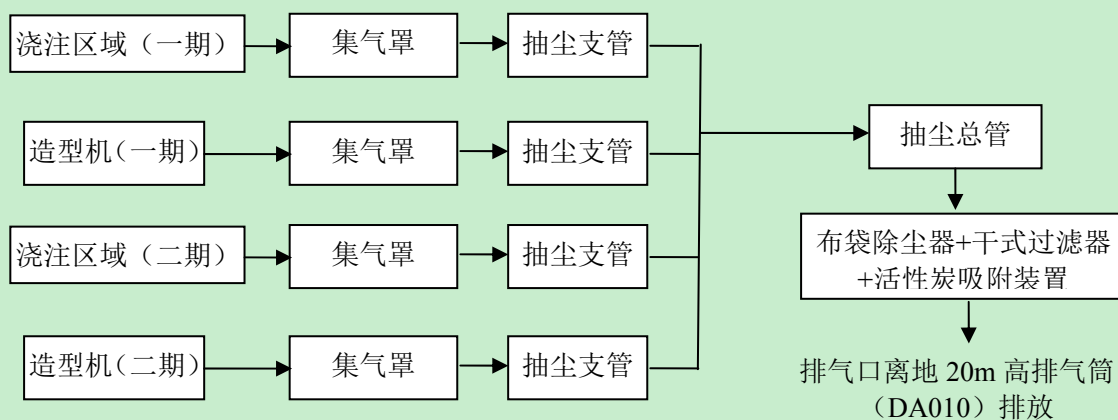 浇注区域（一期）
集气罩
抽尘支管
造型机（一期）
集气罩
抽尘支管
浇注区域（二期）
集气罩
抽尘支管
造型机（二期）
集气罩
抽尘支管
抽尘总管
布袋除尘器+干式过滤器
+活性炭吸附装置
排气口离地 20m 高排气筒
（DA010）排放